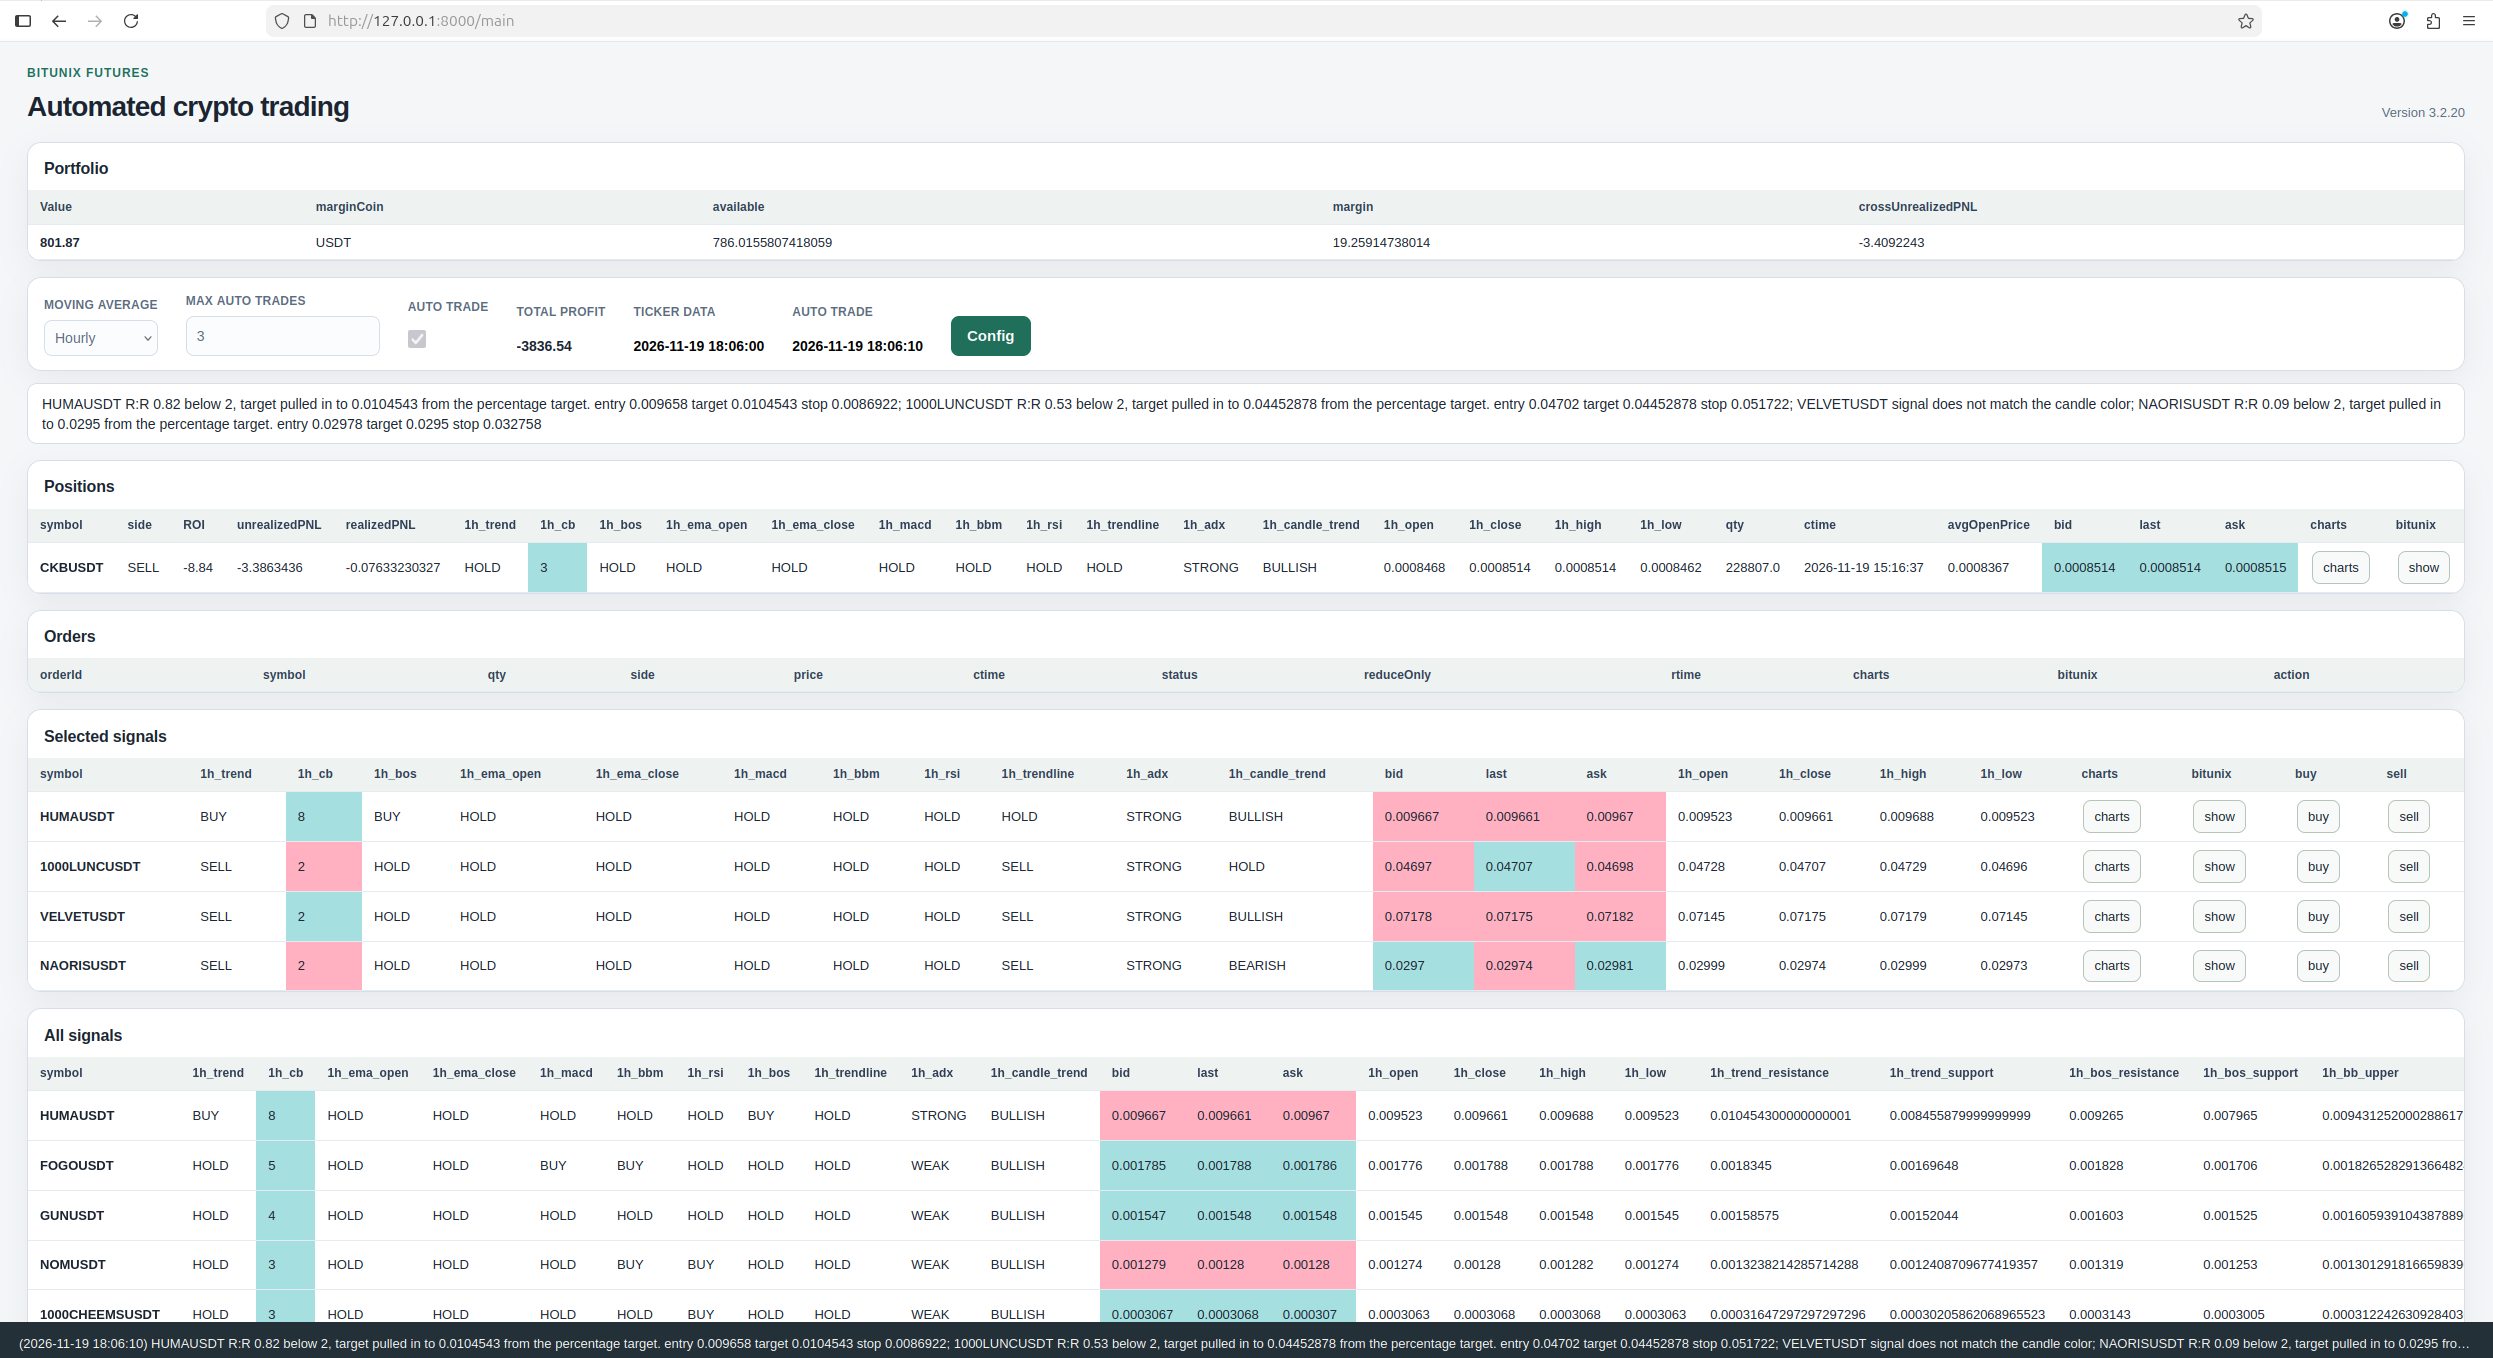 http://127.0.0.1:8000/main
BITUNIX FUTURES
Automated crypto trading
Version 3.2.20
Portfolio
Value marginCoin available margin crossUnrealizedPNL
801.87 USDT 786.0155807418059 19.25914738014 -3.4092243
MOVING AVERAGE MAX AUTO TRADES AUTO TRADE TOTAL PROFIT TICKER DATA AUTO TRADE
Hourly 3 -3836.54 2026-11-19 18:06:00 2026-11-19 18:06:10 Config
HUMAUSDT R:R 0.82 below 2, target pulled in to 0.0104543 from the percentage target. entry 0.009658 target 0.0104543 stop 0.0086922; 1000LUNCUSDT R:R 0.53 below 2, target pulled in to 0.04452878 from the percentage target. entry 0.04702 target 0.04452878 stop 0.051722; VELVETUSDT signal does not match the candle color; NAORISUSDT R:R 0.09 below 2, target pulled in
to 0.0295 from the percentage target. entry 0.02978 target 0.0295 stop 0.032758
Positions
symbol side ROI unrealizedPNL realizedPNL 1h_trend 1h_cb 1h_bos 1h_ema_open 1h_ema_close 1h_macd 1h_bbm 1h_rsi 1h_trendline 1h_adx 1h_candle_trend 1h_open 1h_close 1h_high 1h_low qty ctime avgOpenPrice bid last ask charts bitunix
CKBUSDT SELL -8.84 -3.3863436 -0.07633230327 HOLD 3 HOLD HOLD HOLD HOLD HOLD HOLD HOLD STRONG BULLISH 0.0008468 0.0008514 0.0008514 0.0008462 228807.0 2026-11-19 15:16:37 0.0008367 0.0008514 0.0008514 0.0008515 charts show
Orders
orderId symbol qty side price ctime status reduceOnly rtime charts bitunix action
Selected signals
symbol 1h_trend 1h_cb 1h_bos 1h_ema_open 1h_ema_close 1h_macd 1h_bbm 1h_rsi 1h_trendline 1h_adx 1h_candle_trend bid last ask 1h_open 1h_close 1h_high 1h_low charts bitunix buy sell
HUMAUSDT BUY 8 BUY HOLD HOLD HOLD HOLD HOLD HOLD STRONG BULLISH 0.009667 0.009661 0.00967 0.009523 0.009661 0.009688 0.009523 charts show buy sell
1000LUNCUSDT SELL 2 HOLD HOLD HOLD HOLD HOLD HOLD SELL STRONG HOLD 0.04697 0.04707 0.04698 0.04728 0.04707 0.04729 0.04696 charts show buy sell
VELVETUSDT SELL 2 HOLD HOLD HOLD HOLD HOLD HOLD SELL STRONG BULLISH 0.07178 0.07175 0.07182 0.07145 0.07175 0.07179 0.07145 charts show buy sell
NAORISUSDT SELL 2 HOLD HOLD HOLD HOLD HOLD HOLD SELL STRONG BEARISH 0.0297 0.02974 0.02981 0.02999 0.02974 0.02999 0.02973 charts show buy sell
All signals
symbol 1h_trend 1h_cb 1h_ema_open 1h_ema_close 1h_macd 1h_bbm 1h_rsi 1h_bos 1h_trendline 1h_adx 1h_candle_trend bid last ask 1h_open 1h_close 1h_high 1h_low 1h_trend_resistance 1h_trend_support 1h_bos_resistance 1h_bos_support 1h_bb_upper
HUMAUSDT BUY 8 HOLD HOLD HOLD HOLD HOLD BUY HOLD STRONG BULLISH 0.009667 0.009661 0.00967 0.009523 0.009661 0.009688 0.009523 0.010454300000000001 0.008455879999999999 0.009265 0.007965 0.009431252000288617
FOGOUSDT HOLD 5 HOLD HOLD BUY BUY HOLD HOLD HOLD WEAK BULLISH 0.001785 0.001788 0.001786 0.001776 0.001788 0.001788 0.001776 0.0018345 0.00169648 0.001828 0.001706 0.001826528291366482
GUNUSDT HOLD 4 HOLD HOLD HOLD HOLD HOLD HOLD HOLD WEAK BULLISH 0.001547 0.001548 0.001548 0.001545 0.001548 0.001548 0.001545 0.00158575 0.00152044 0.001603 0.001525 0.0016059391043878​89
NOMUSDT HOLD 3 HOLD HOLD HOLD BUY BUY HOLD HOLD WEAK BULLISH 0.001279 0.00128 0.00128 0.001274 0.00128 0.001282 0.001274 0.0013238214285714288 0.0012408709677419357 0.001319 0.001253 0.001301291816659839
1000CHEEMSUSDT HOLD 3 HOLD HOLD HOLD HOLD BUY HOLD HOLD WEAK BULLISH 0.0003067 0.0003068 0.000307 0.0003063 0.0003068 0.0003068 0.0003063 0.00031647297297297296 0.00030205862068965523 0.0003143 0.0003005 0.000312242630928403
(2026-11-19 18:06:10) HUMAUSDT R:R 0.82 below 2, target pulled in to 0.0104543 from the percentage target. entry 0.009658 target 0.0104543 stop 0.0086922; 1000LUNCUSDT R:R 0.53 below 2, target pulled in to 0.04452878 from the percentage target. entry 0.04702 target 0.04452878 stop 0.051722; VELVETUSDT signal does not match the candle color; NAORISUSDT R:R 0.09 below 2, target pulled in to 0.0295 fro...